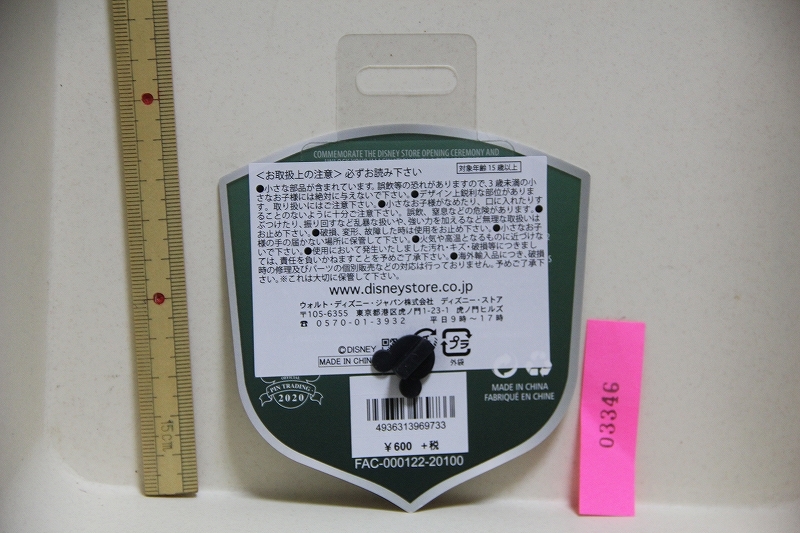 COMMEMORATE THE DISNEY STORE OPENING CEREMONY AND
<お取扱上の注意> 必ずお読み下さい
対象年齢 15 歳以上
●小さな部品が含まれています。誤飲等の恐れがありますので、3 歳未満の小
さなお子様には絶対に与えないで下さい。●デザイン上鋭利な部位がありま
す。取り扱いにはご注意下さい。●小さなお子様がなめたり、口に入れたりす
ることのないように十分ご注意下さい。誤飲、窒息などの危険があります。●
ぶつけたり、振り回すなど乱暴な扱いや、強い力を加えるなど無理な取扱いは
お止め下さい。●破損、変形、故障した時は使用をお止め下さい。●小さなお子
様の手の届かない場所に保管して下さい。●火気や高温となるものに近づけな
いで下さい。●使用において発生いたしました汚れ・キズ・破損等につきまし
ては、責任を負いかねますことを予めご了承下さい。●海外輸入品につき、破損
時の修理及びパーツの個別販売などの対応は行っておりません。予めご了承下
さい。※これは大切に保管して下さい。
www.disneystore.co.jp
ウォルト・ディズニー・ジャパン株式会社 ディズニー・ストア
〒105-6355 東京都港区虎ノ門1-23-1 虎ノ門ヒルズ
☎ 0570-01-3932 平日9時〜17時
©DISNEY
MADE IN CHINA
プラ
外袋
OFFICIAL
PIN TRADING
2020
MADE IN CHINA
FABRIQUÉ EN CHINE
4936313969733
¥600 +税
FAC-000122-20100
15cm
03346